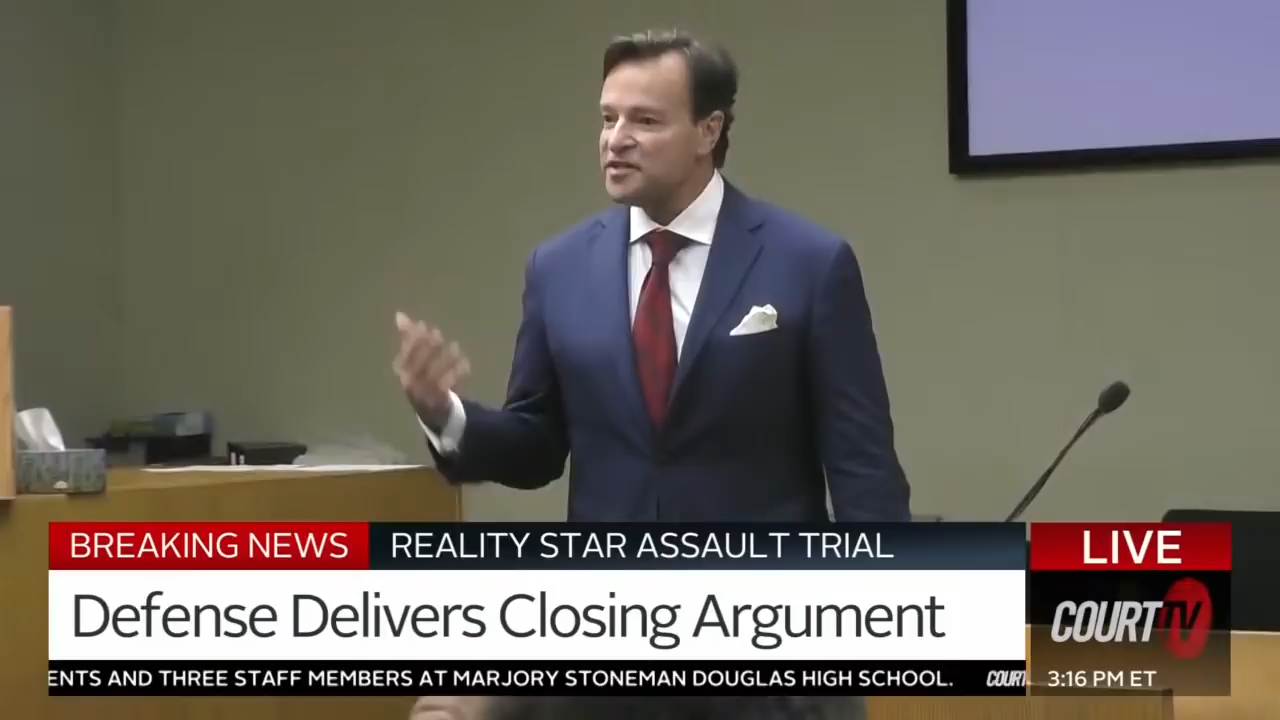 BREAKING NEWS REALITY STAR ASSAULT TRIAL LIVE
Defense Delivers Closing Argument COURT TV
ENTS AND THREE STAFF MEMBERS AT MARJORY STONEMAN DOUGLAS HIGH SCHOOL. COURT 3:16 PM ET